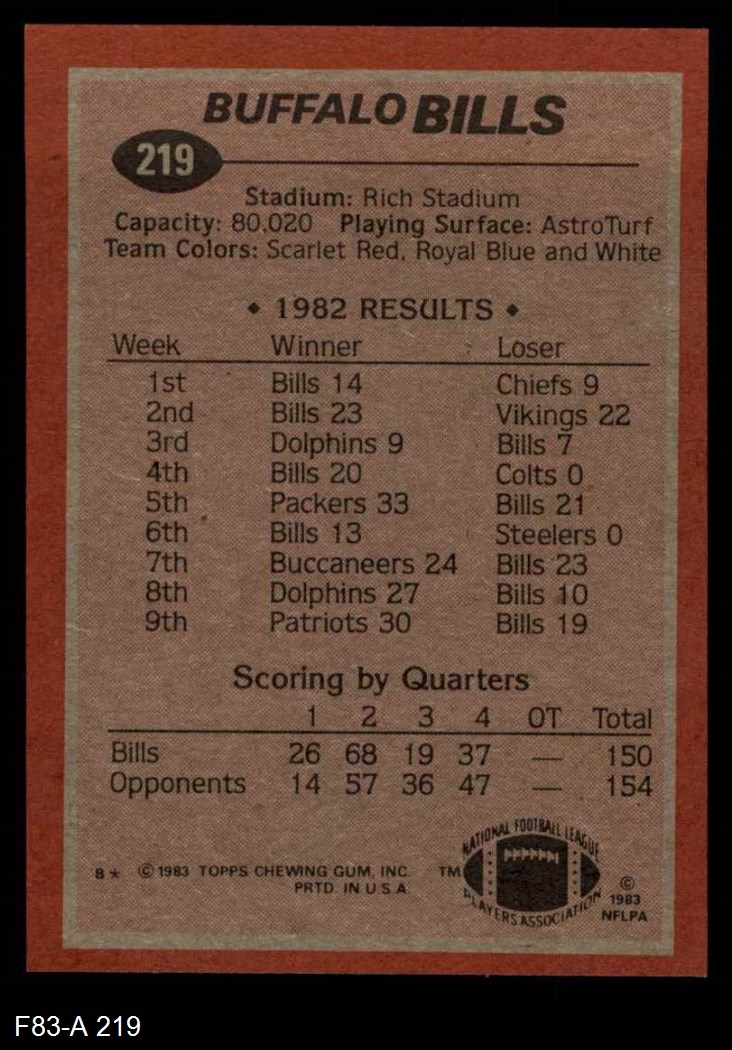 BUFFALO BILLS
219
Stadium: Rich Stadium
Capacity: 80,020 Playing Surface: AstroTurf
Team Colors: Scarlet Red, Royal Blue and White
◆ 1982 RESULTS ◆
Week Winner Loser
1st Bills 14 Chiefs 9
2nd Bills 23 Vikings 22
3rd Dolphins 9 Bills 7
4th Bills 20 Colts 0
5th Packers 33 Bills 21
6th Bills 13 Steelers 0
7th Buccaneers 24 Bills 23
8th Dolphins 27 Bills 10
9th Patriots 30 Bills 19
Scoring by Quarters
1 2 3 4 OT Total
Bills 26 68 19 37 — 150
Opponents 14 57 36 47 — 154
NATIONAL FOOTBALL LEAGUE
PLAYERS ASSOCIATION
8* © 1983 TOPPS CHEWING GUM, INC. TM
PRTD. IN U.S.A.
©
1983
NFLPA
F83-A 219